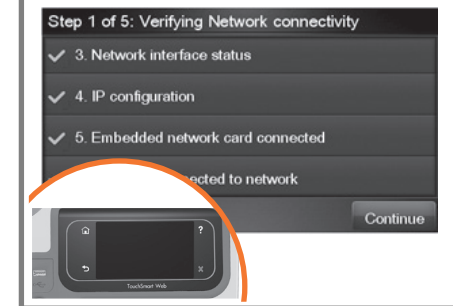 Step 1 of 5: Verifying Network connectivity
3. Network interface status
4. IP configuration
5. Embedded network card connected
ected to network
Continue
?
X
TouchSmart Web